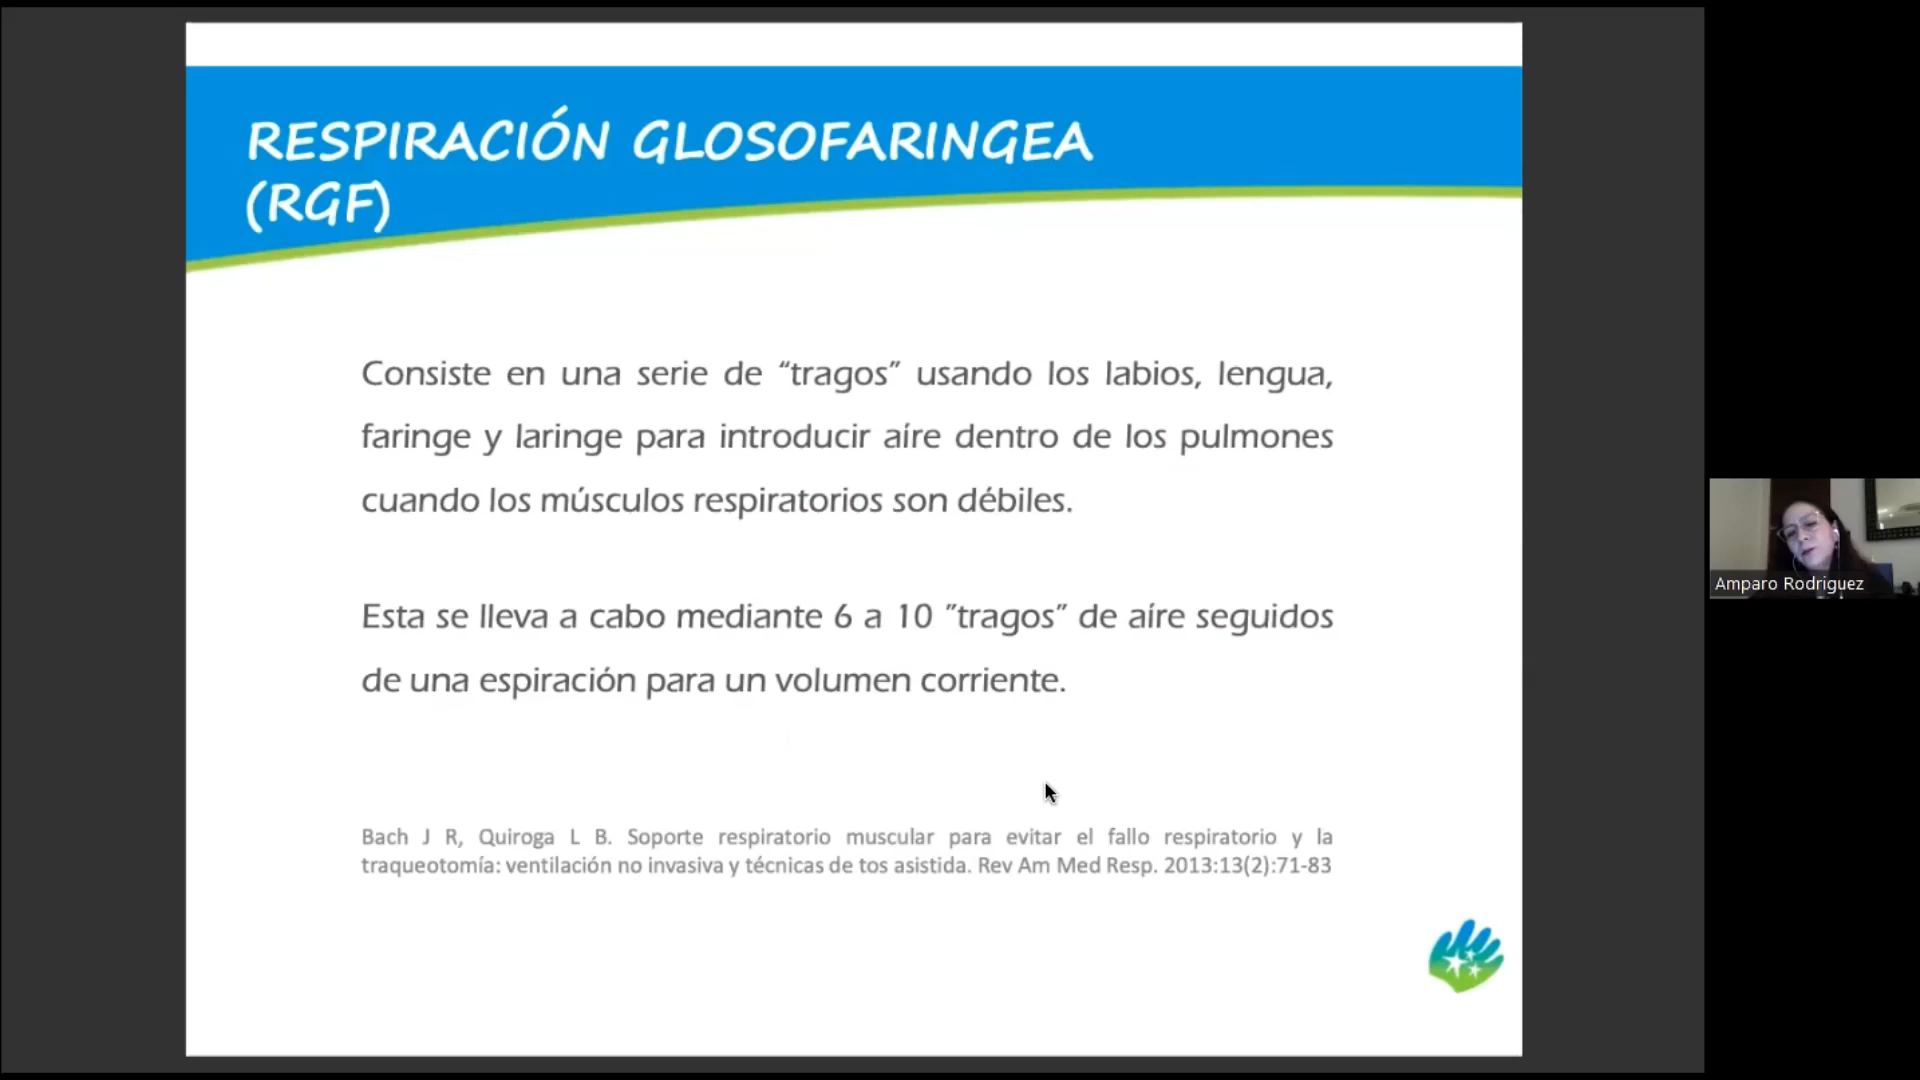 RESPIRACIÓN GLOSOFARINGEA
(RGF)
Consiste en una serie de “tragos” usando los labios, lengua,
faringe y laringe para introducir aíre dentro de los pulmones
cuando los músculos respiratorios son débiles.
Esta se lleva a cabo mediante 6 a 10 ”tragos” de aíre seguidos
de una espiración para un volumen corriente.
Bach J R, Quiroga L B. Soporte respiratorio muscular para evitar el fallo respiratorio y la
traqueotomía: ventilación no invasiva y técnicas de tos asistida. Rev Am Med Resp. 2013:13(2):71-83
Amparo Rodriguez